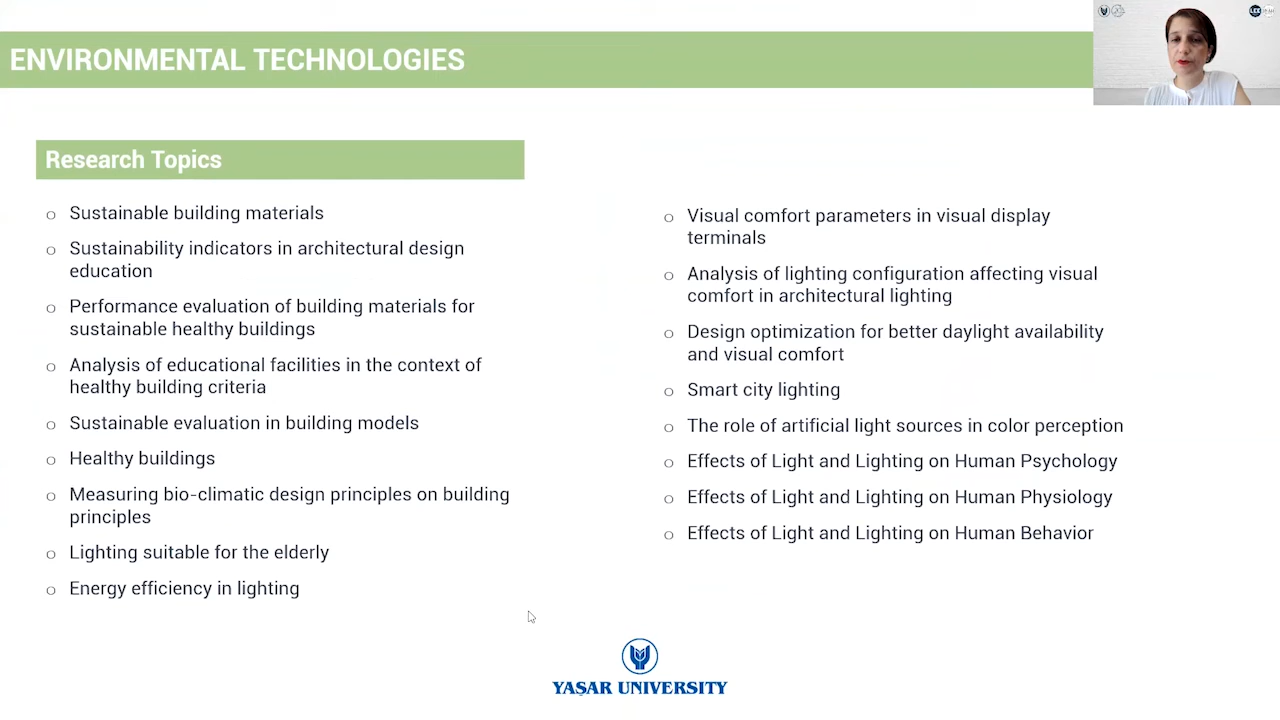 ENVIRONMENTAL TECHNOLOGIES
Research Topics
o Sustainable building materials
o Sustainability indicators in architectural design
education
o Performance evaluation of building materials for
sustainable healthy buildings
o Analysis of educational facilities in the context of
healthy building criteria
o Sustainable evaluation in building models
o Healthy buildings
o Measuring bio-climatic design principles on building
principles
o Lighting suitable for the elderly
o Energy efficiency in lighting
o Visual comfort parameters in visual display
terminals
o Analysis of lighting configuration affecting visual
comfort in architectural lighting
o Design optimization for better daylight availability
and visual comfort
o Smart city lighting
o The role of artificial light sources in color perception
o Effects of Light and Lighting on Human Psychology
o Effects of Light and Lighting on Human Physiology
o Effects of Light and Lighting on Human Behavior
YAŞAR UNIVERSITY